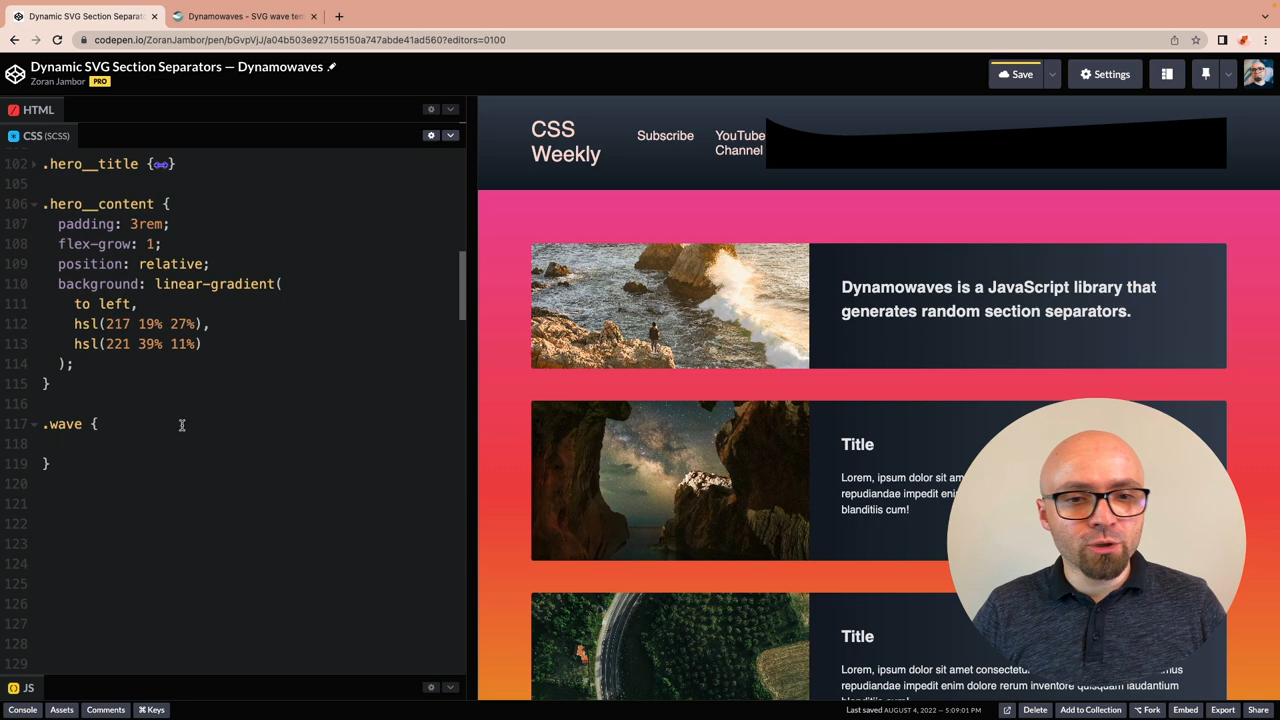 Dynamic SVG Section Separat
Dynamowaves - SVG wave tem
codepen.io/ZoranJambor/pen/bGvpVjJ/a04b503e927155150a747abde41ad560?editors=0100
Dynamic SVG Section Separators — Dynamowaves
Zoran Jambor PRO
Save
Settings
HTML
CSS (SCSS)
102 .hero__title {↔}
105
106 .hero__content {
107 padding: 3rem;
108 flex-grow: 1;
109 position: relative;
110 background: linear-gradient(
111 to left,
112 hsl(217 19% 27%),
113 hsl(221 39% 11%)
114 );
115 }
116
117 .wave {
118
119 }
120
121
122
123
124
125
126
127
128
129
JS
CSS
Weekly
Subscribe
YouTube
Channel
Dynamowaves is a JavaScript library that
generates random section separators.
Title
Lorem, ipsum dolor sit am
repudiandae impedit eni
blanditiis cum!
Title
Lorem, ipsum dolor sit amet consectetu
repudiandae impedit enim dolore rerum inventore quisquam laudantium
Console
Assets
Comments
⌘ Keys
Last saved AUGUST 4, 2022 — 5:09:01 PM
Delete
Add to Collection
Fork
Embed
Export
Share